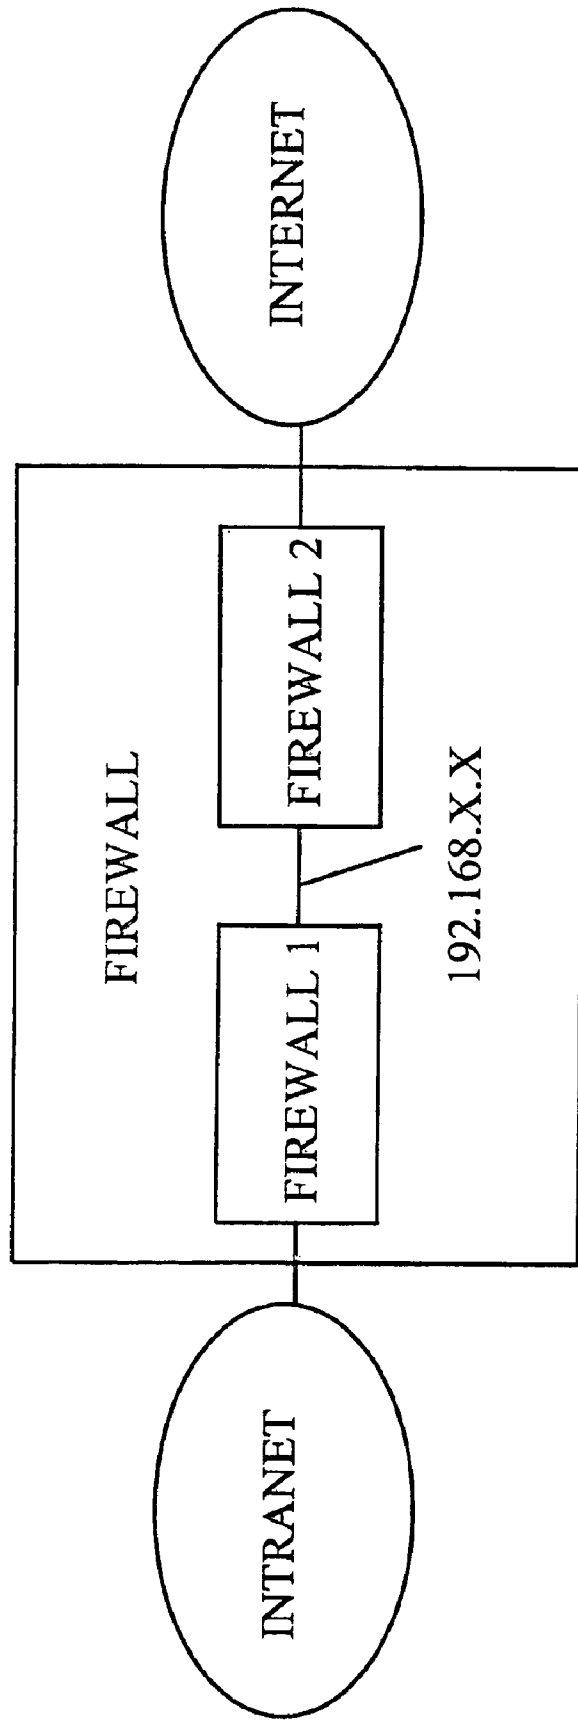 FIREWALL
INTRANET
FIREWALL 1
FIREWALL 2
INTERNET
192.168.X.X